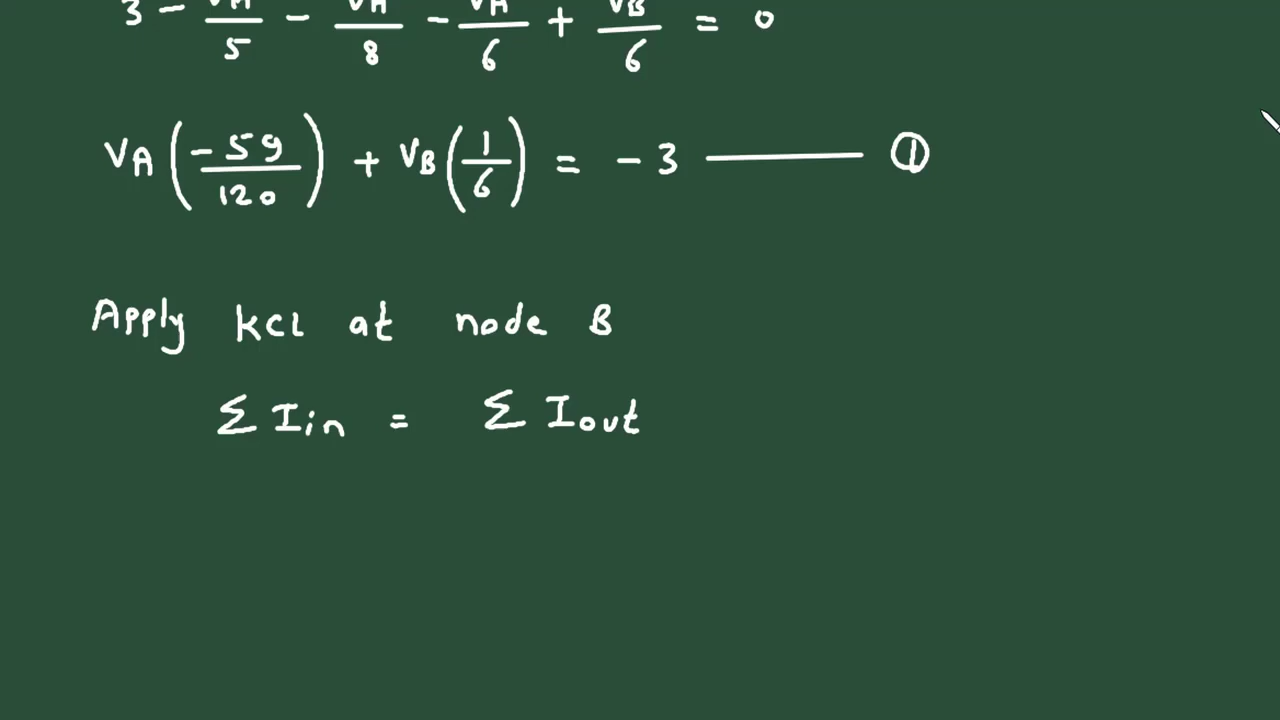 3 - VA/5 - VA/8 - VA/6 + VB/6 = 0
VA (-59/120) + VB (1/6) = -3 ——— ①
Apply KCL at node B
Σ Iin = Σ Iout